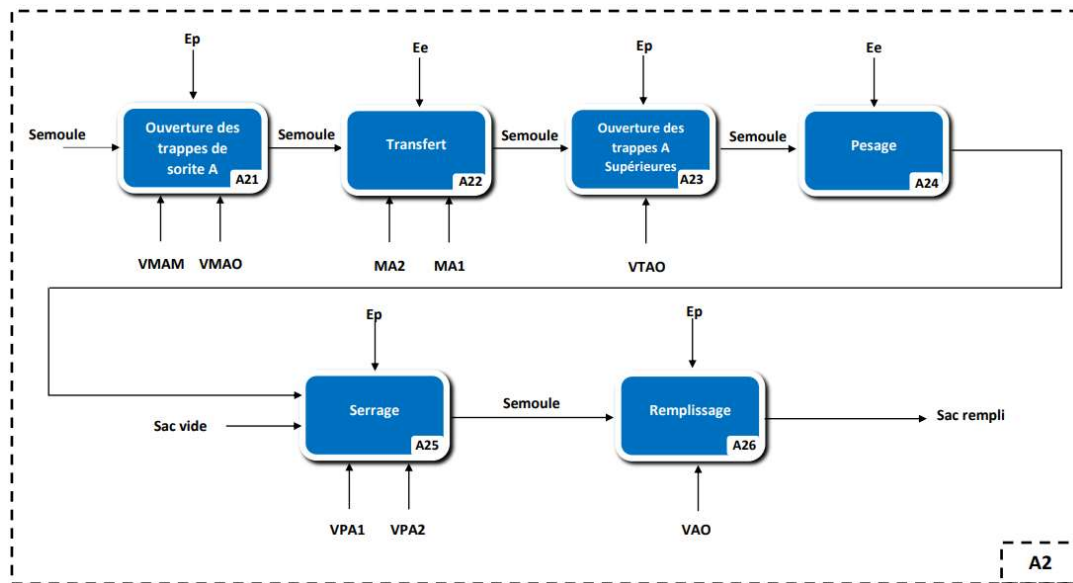 Ep
Ee
Ep
Ee
Semoule
Ouverture des
trappes de
sorite A
A21
Semoule
Transfert
A22
Semoule
Ouverture des
trappes A
Supérieures
A23
Semoule
Pesage
A24
VMAM
VMAO
MA2
MA1
VTAO
Ep
Ep
Sac vide
Serrage
A25
Semoule
Remplissage
A26
Sac rempli
VPA1
VPA2
VAO
A2